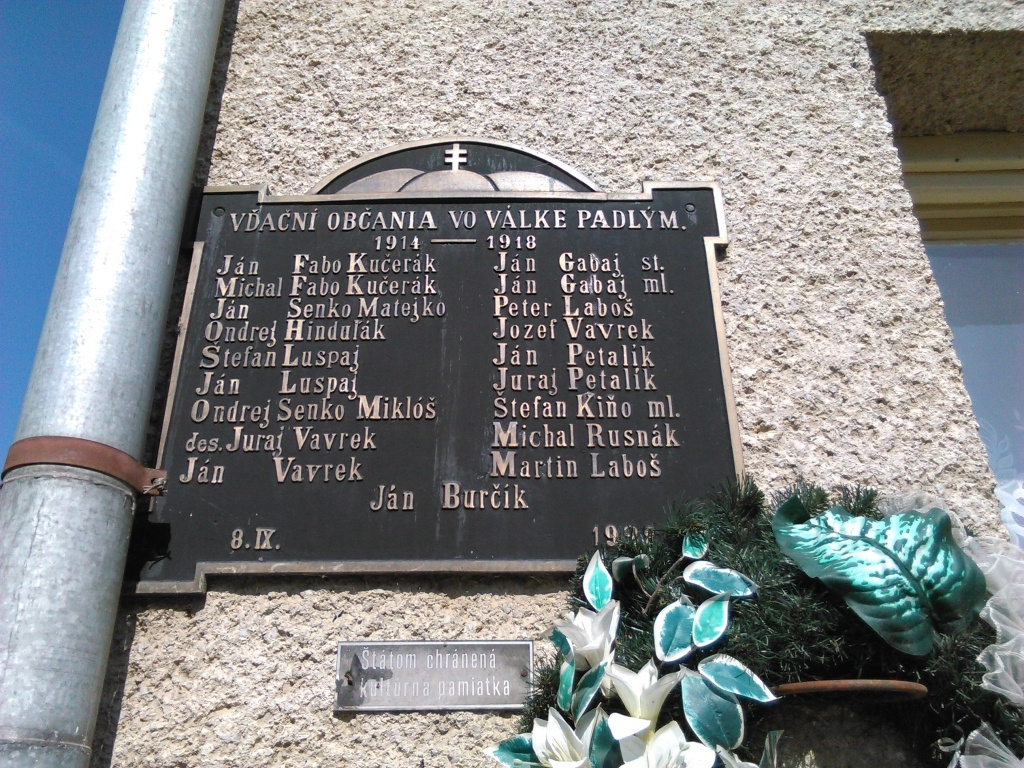 VĎAČNÍ OBČANIA VO VÁLKE PADLÝM.
1914 — 1918
Ján Fabo Kučerák
Michal Fabo Kučerák
Ján Senko Matejko
Ondrej Hinduľák
Štefan Luspaj
Ján Luspaj
Ondrej Senko Miklóš
des. Juraj Vavrek
Ján Vavrek
Ján Gabaj st.
Ján Gabaj ml.
Peter Laboš
Jozef Vavrek
Ján Petalík
Juraj Petalík
Štefan Kiňo ml.
Michal Rusnák
Martin Laboš
Ján Burčík
8. IX.
Štátom chránená
kultúrna pamiatka